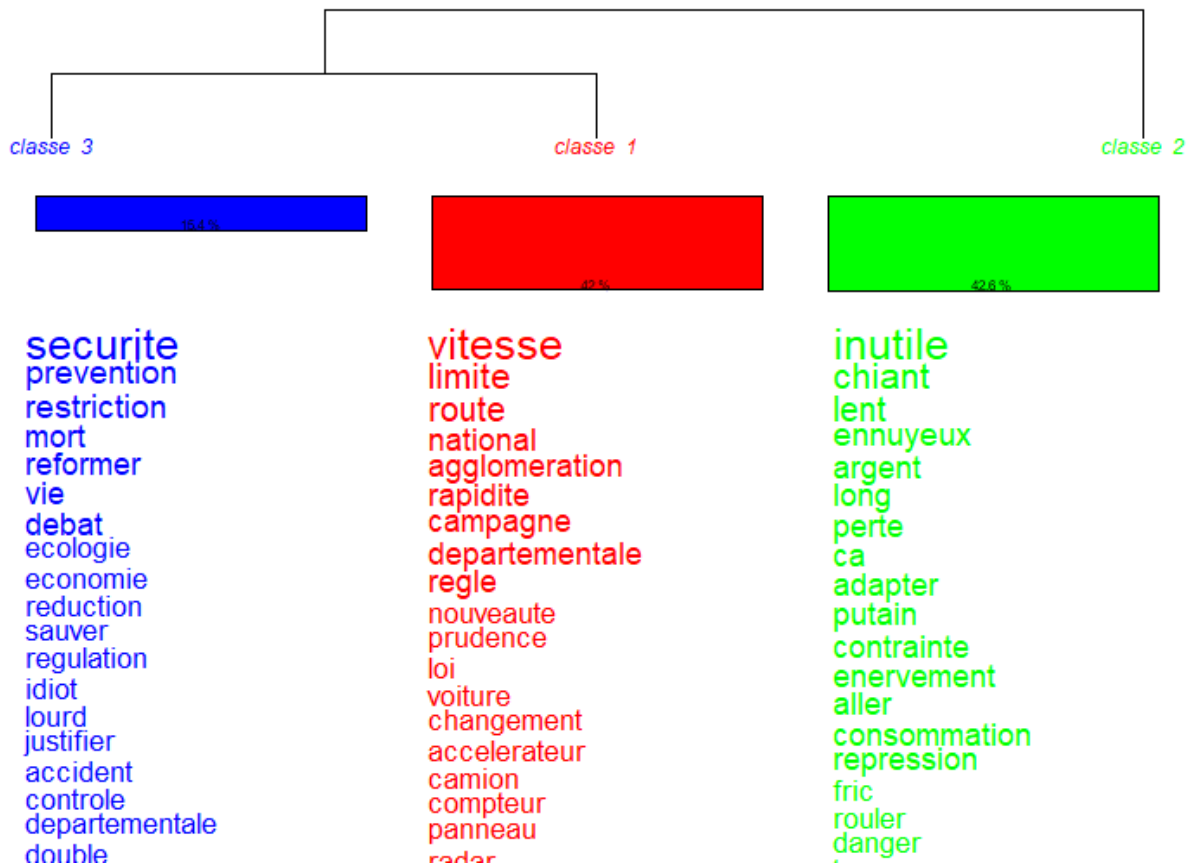 classe 3
classe 1
classe 2
15.4 %
42 %
42.6 %
securite
prevention
restriction
mort
reformer
vie
debat
ecologie
economie
reduction
sauver
regulation
idiot
lourd
justifier
accident
controle
departementale
double
vitesse
limite
route
national
agglomeration
rapidite
campagne
departementale
regle
nouveaute
prudence
loi
voiture
changement
accelerateur
camion
compteur
panneau
radar
inutile
chiant
lent
ennuyeux
argent
long
perte
ca
adapter
putain
contrainte
enervement
aller
consommation
repression
fric
rouler
danger